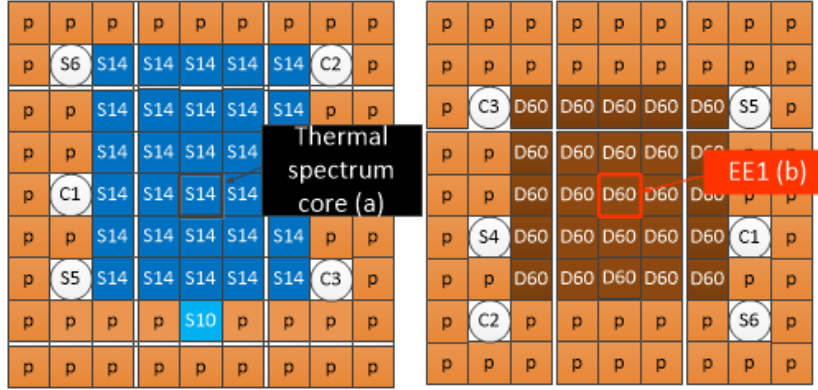 p p p p p p p p p
p S6 S14 S14 S14 S14 S14 C2 p
p p S14 S14 S14 S14 S14 p p
p p S14 S14 S14 S14
p C1 S14 S14 S14 S14
p p S14 S14 S14 S14 S14 p p
p S5 S14 S14 S14 S14 S14 C3 p
p p p p S10 p p p p
p p p p p p p p p
Thermal
spectrum
core (a)
p p p p p p p p p
p p p p p p p p p
p C3 D60 D60 D60 D60 D60 S5 p
p p D60 D60 D60 D60
p p D60 D60 D60 D60
p S4 D60 D60 D60 D60 D60 C1 p
p p D60 D60 D60 D60 D60 p p
p C2 p p p p p S6 p
p p p p p p p p p
EE1 (b)